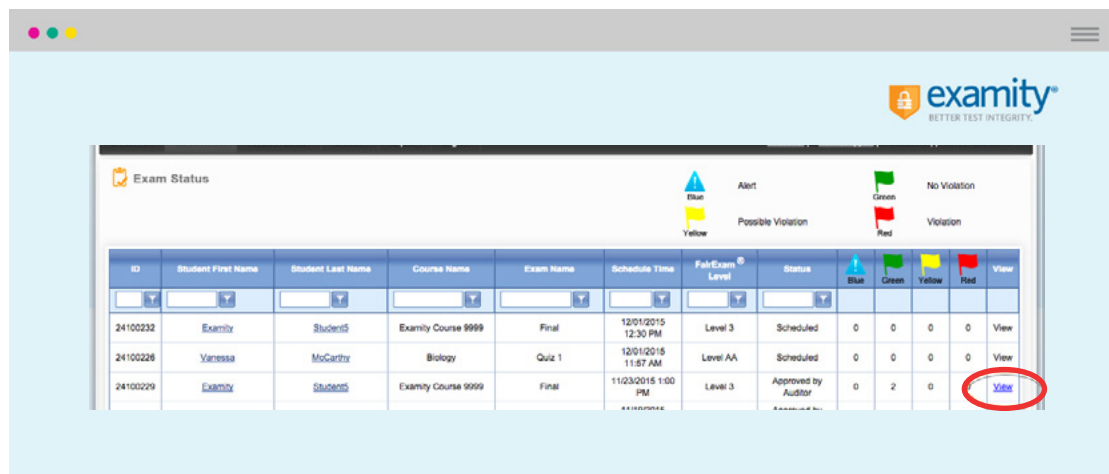 examity®
BETTER TEST INTEGRITY.
Exam Status
Blue Alert Green No Violation
Yellow Possible Violation Red Violation
ID Student First Name Student Last Name Course Name Exam Name Schedule Time FairExam® Level Status Blue Green Yellow Red View
24100232 Examity Student5 Examity Course 9999 Final 12/01/2015 12:30 PM Level 3 Scheduled 0 0 0 0 View
24100226 Vanessa McCarthy Biology Quiz 1 12/01/2015 11:57 AM Level AA Scheduled 0 0 0 0 View
24100229 Examity Student5 Examity Course 9999 Final 11/23/2015 1:00 PM Level 3 Approved by Auditor 0 2 0 0 View